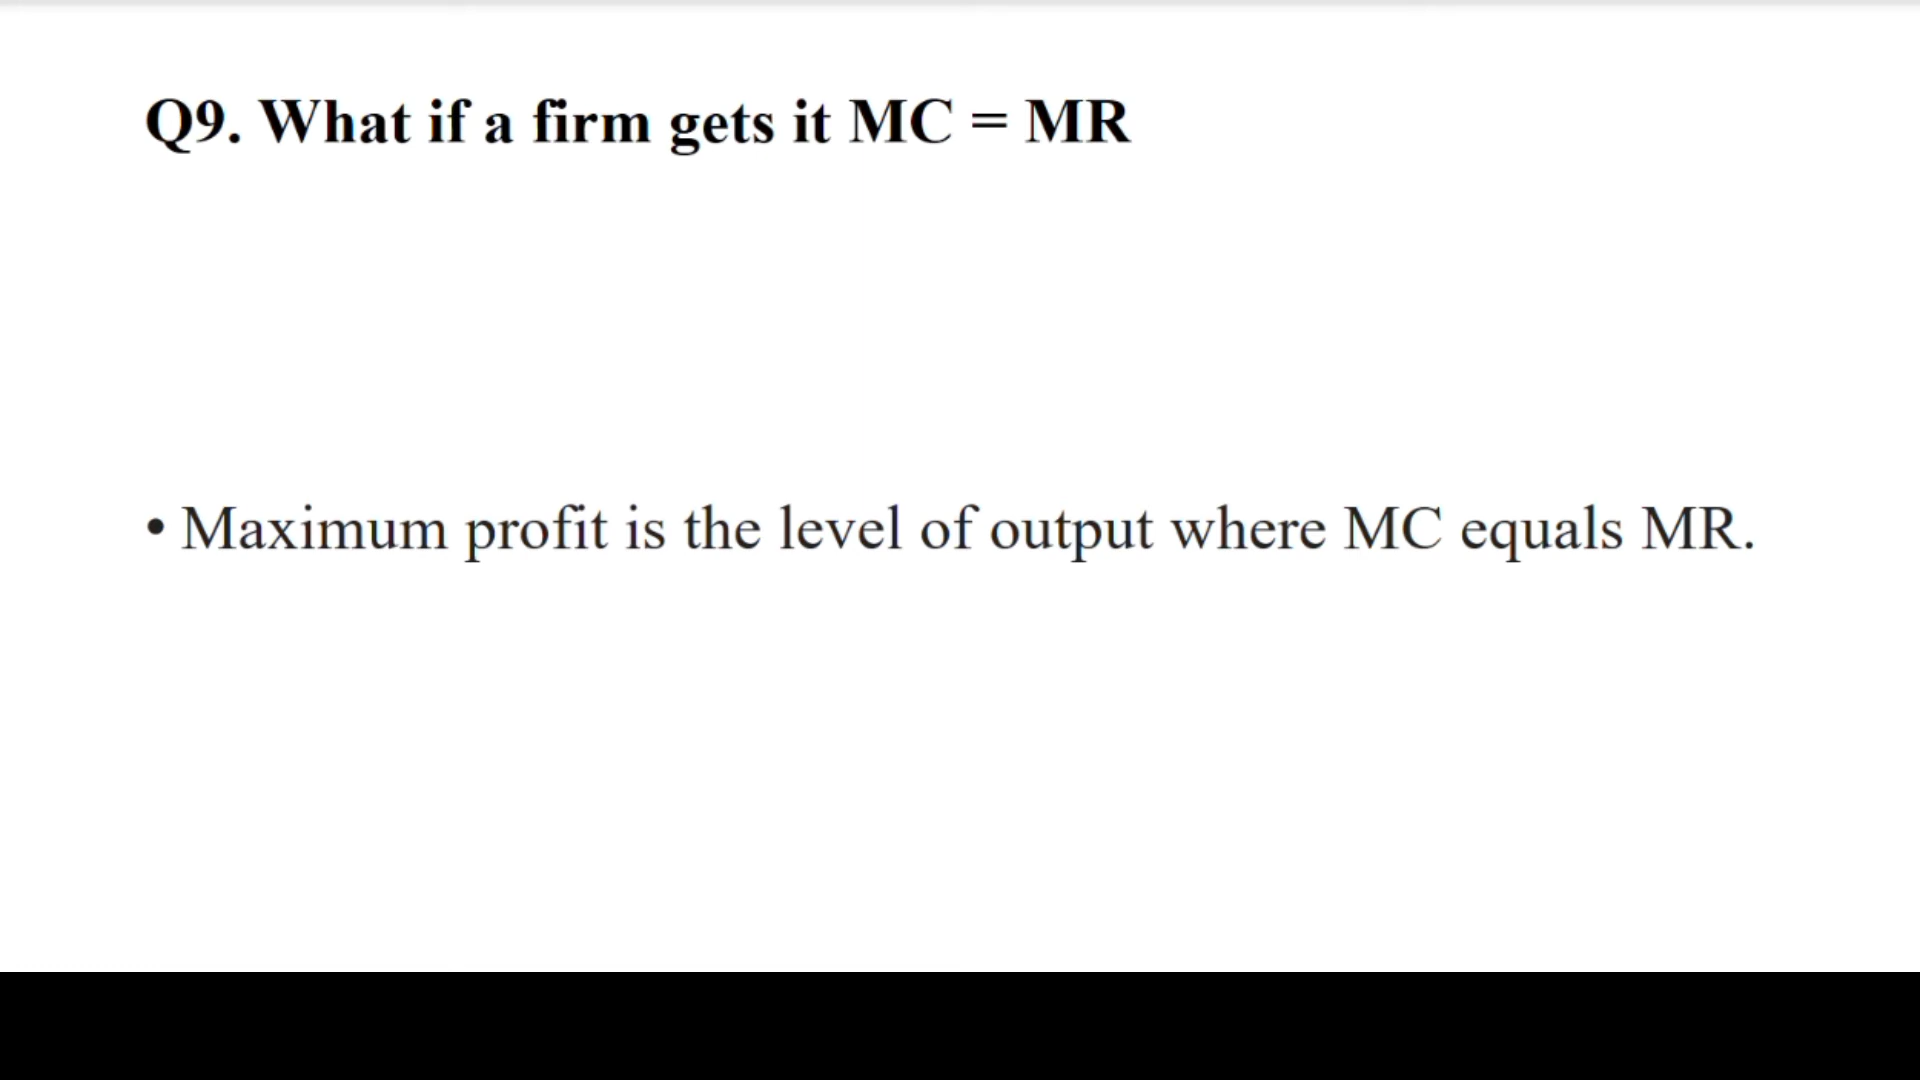 Q9. What if a firm gets it MC = MR
• Maximum profit is the level of output where MC equals MR.